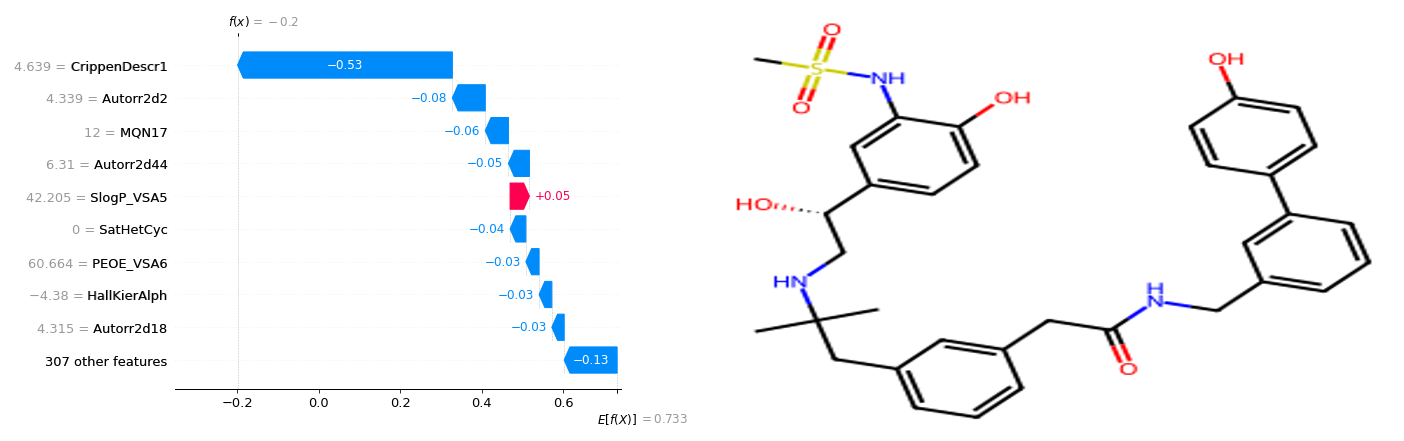 f(x) = −0.2
4.639 = CrippenDescr1
−0.53
4.339 = Autorr2d2
−0.08
12 = MQN17
−0.06
6.31 = Autorr2d44
−0.05
42.205 = SlogP_VSA5
+0.05
0 = SatHetCyc
−0.04
60.664 = PEOE_VSA6
−0.03
−4.38 = HallKierAlph
−0.03
4.315 = Autorr2d18
−0.03
307 other features
−0.13
−0.2 0.0 0.2 0.4 0.6
E[f(X)] = 0.733
O
S
O
NH
OH
HO
HN
H
N
O
OH